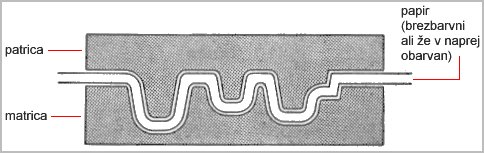 patrica
matrica
papir
(brezbarvni
ali že v naprej
obarvan)